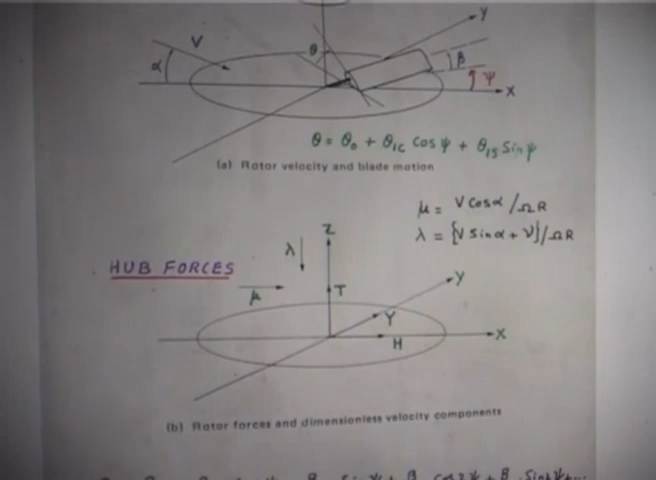 Y
V
θ
β
α
ψ
X
θ = θ₀ + θ₁c Cos ψ + θ₁s Sin ψ
(a) Rotor velocity and blade motion
μ = V Cos α / ΩR
λ = {V Sin α + ν} / ΩR
Z
λ
HUB FORCES
Y
μ
T
Y
X
H
(b) Rotor forces and dimensionless velocity components